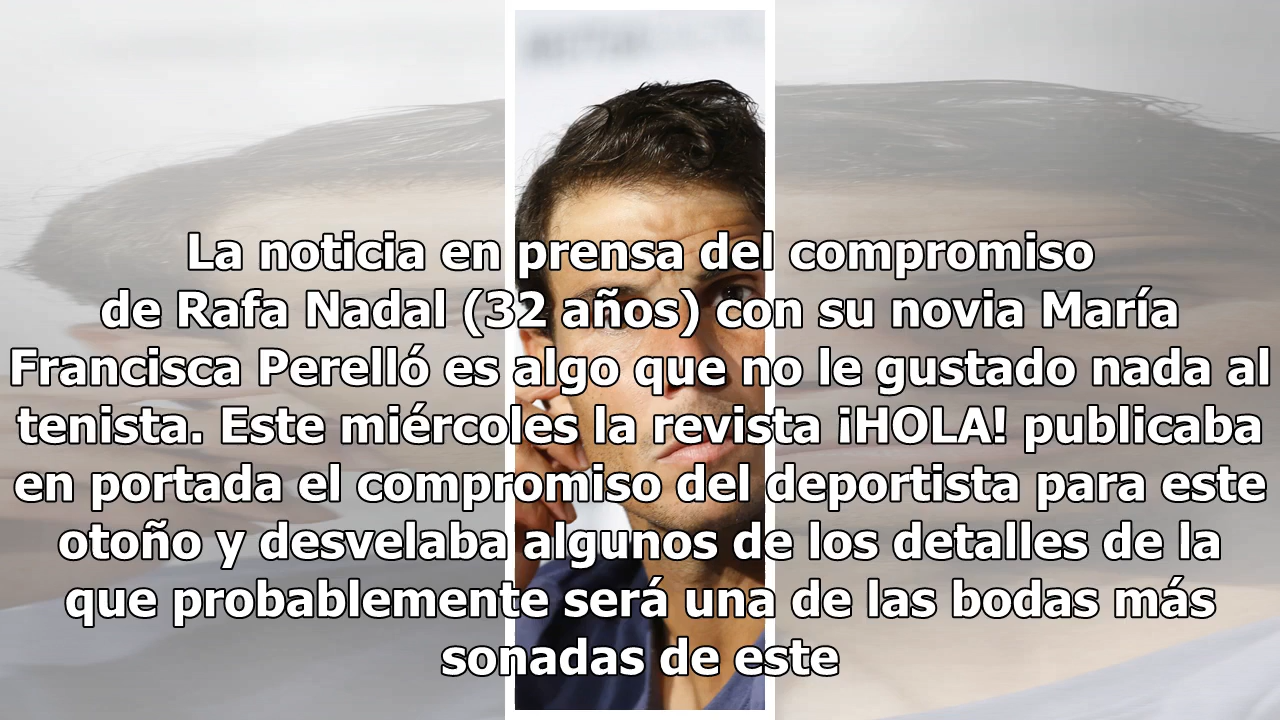 La noticia en prensa del compromiso
de Rafa Nadal (32 años) con su novia María
Francisca Perelló es algo que no le gustado nada al
tenista. Este miércoles la revista ¡HOLA! publicaba
en portada el compromiso del deportista para este
otoño y desvelaba algunos de los detalles de la
que probablemente será una de las bodas más
sonadas de este